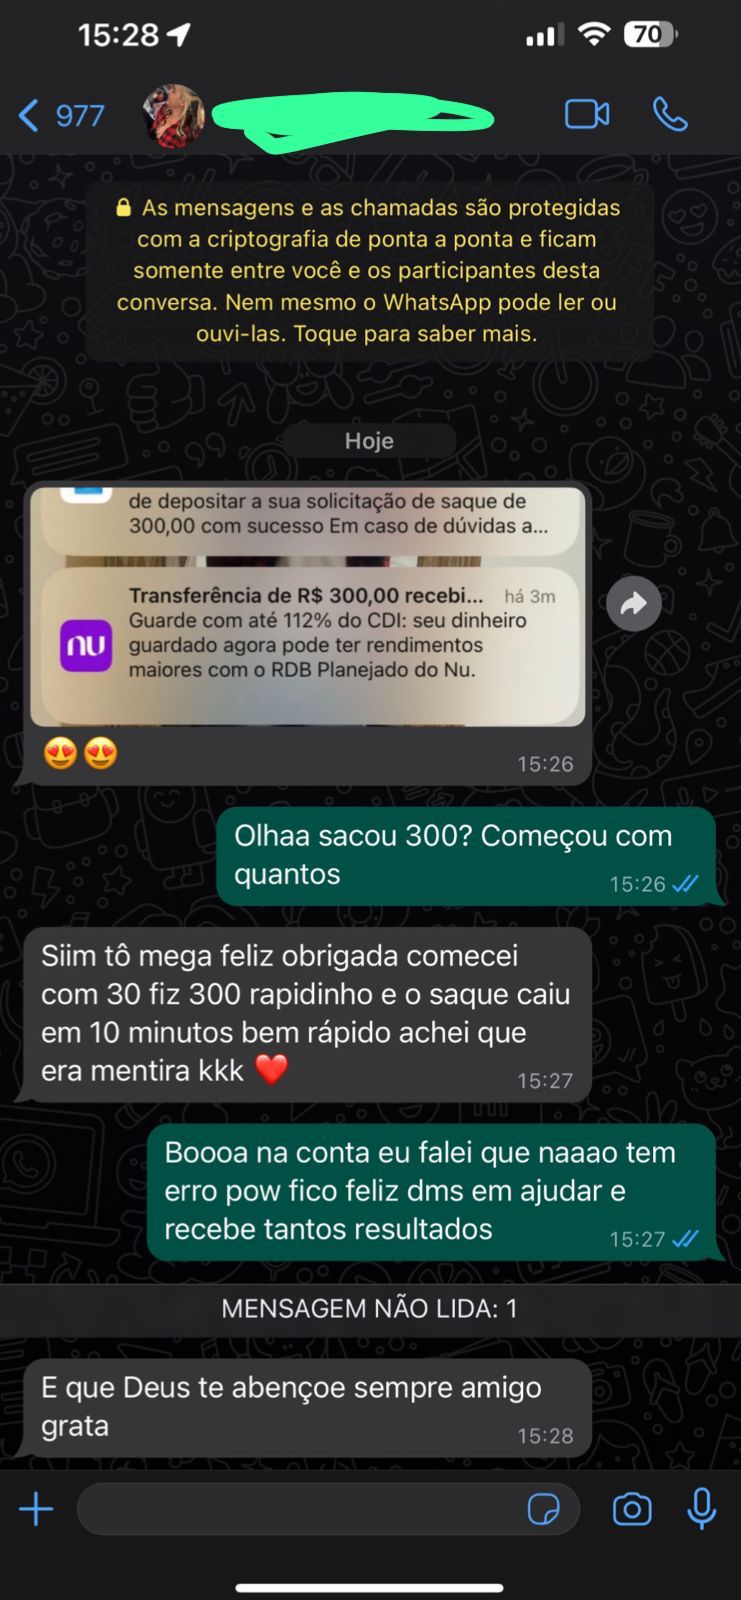 15:28
70
977
As mensagens e as chamadas são protegidas
com a criptografia de ponta a ponta e ficam
somente entre você e os participantes desta
conversa. Nem mesmo o WhatsApp pode ler ou
ouvi-las. Toque para saber mais.
Hoje
de depositar a sua solicitação de saque de
300,00 com sucesso Em caso de dúvidas a...
Transferência de R$ 300,00 recebi... há 3m
Guarde com até 112% do CDI: seu dinheiro
guardado agora pode ter rendimentos
maiores com o RDB Planejado do Nu.
nu
😍😍
15:26
Olhaa sacou 300? Começou com
quantos
15:26
Siim tô mega feliz obrigada comecei
com 30 fiz 300 rapidinho e o saque caiu
em 10 minutos bem rápido achei que
era mentira kkk ❤️
15:27
Boooa na conta eu falei que naaao tem
erro pow fico feliz dms em ajudar e
recebe tantos resultados
15:27
MENSAGEM NÃO LIDA: 1
E que Deus te abençoe sempre amigo
grata
15:28